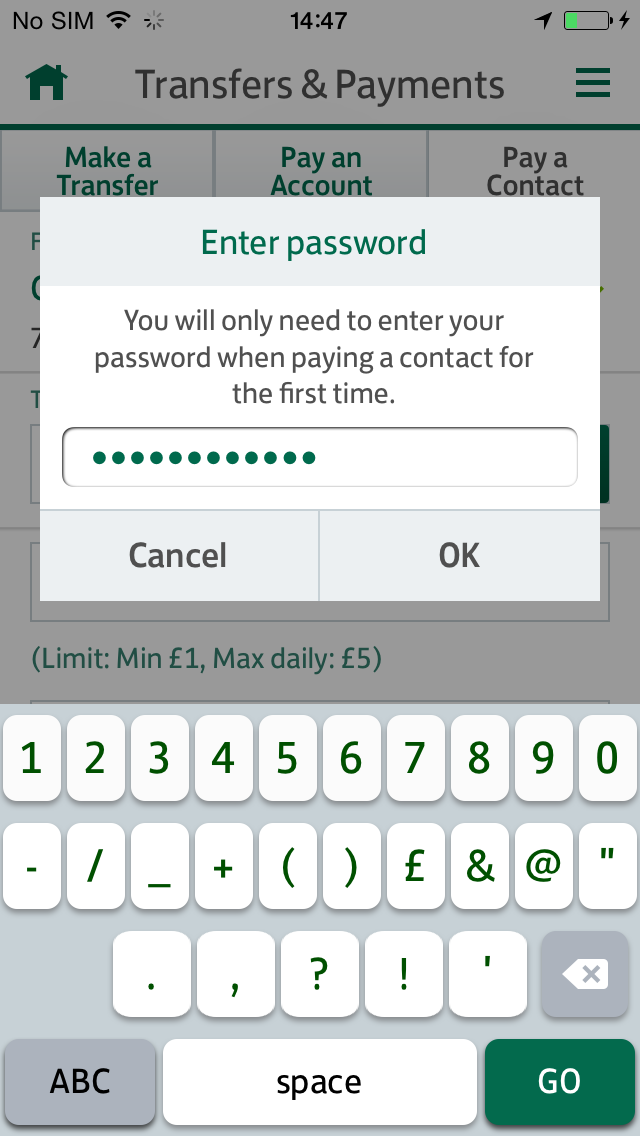 No SIM 14:47
Transfers & Payments
Make a Transfer
Pay an Account
Pay a Contact
F
Enter password
You will only need to enter your
password when paying a contact for
the first time.
••••••••••••
Cancel OK
7
T
(Limit: Min £1, Max daily: £5)
1 2 3 4 5 6 7 8 9 0
- / _ + ( ) £ & @ "
. , ? ! '
ABC space GO